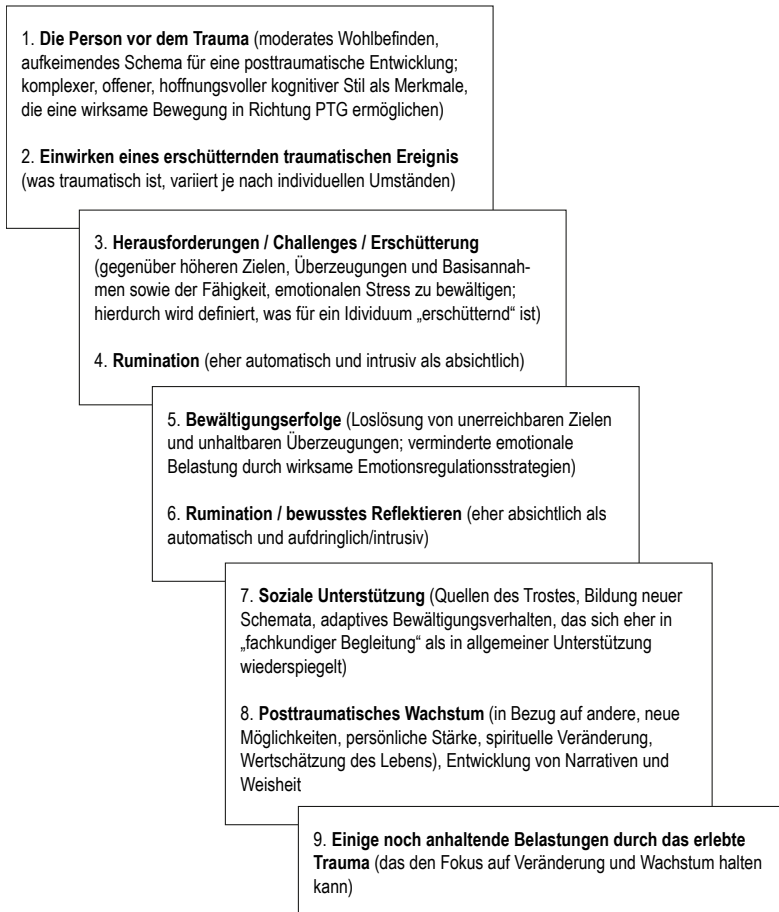 1. Die Person vor dem Trauma (moderates Wohlbefinden,
aufkeimendes Schema für eine posttraumatische Entwicklung;
komplexer, offener, hoffnungsvoller kognitiver Stil als Merkmale,
die eine wirksame Bewegung in Richtung PTG ermöglichen)
2. Einwirken eines erschütternden traumatischen Ereignis
(was traumatisch ist, variiert je nach individuellen Umständen)
3. Herausforderungen / Challenges / Erschütterung
(gegenüber höheren Zielen, Überzeugungen und Basisannah-
men sowie der Fähigkeit, emotionalen Stress zu bewältigen;
hierdurch wird definiert, was für ein Idividuum „erschütternd“ ist)
4. Rumination (eher automatisch und intrusiv als absichtlich)
5. Bewältigungserfolge (Loslösung von unerreichbaren Zielen
und unhaltbaren Überzeugungen; verminderte emotionale
Belastung durch wirksame Emotionsregulationsstrategien)
6. Rumination / bewusstes Reflektieren (eher absichtlich als
automatisch und aufdringlich/intrusiv)
7. Soziale Unterstützung (Quellen des Trostes, Bildung neuer
Schemata, adaptives Bewältigungsverhalten, das sich eher in
„fachkundiger Begleitung“ als in allgemeiner Unterstützung
wiederspiegelt)
8. Posttraumatisches Wachstum (in Bezug auf andere, neue
Möglichkeiten, persönliche Stärke, spirituelle Veränderung,
Wertschätzung des Lebens), Entwicklung von Narrativen und
Weisheit
9. Einige noch anhaltende Belastungen durch das erlebte
Trauma (das den Fokus auf Veränderung und Wachstum halten
kann)